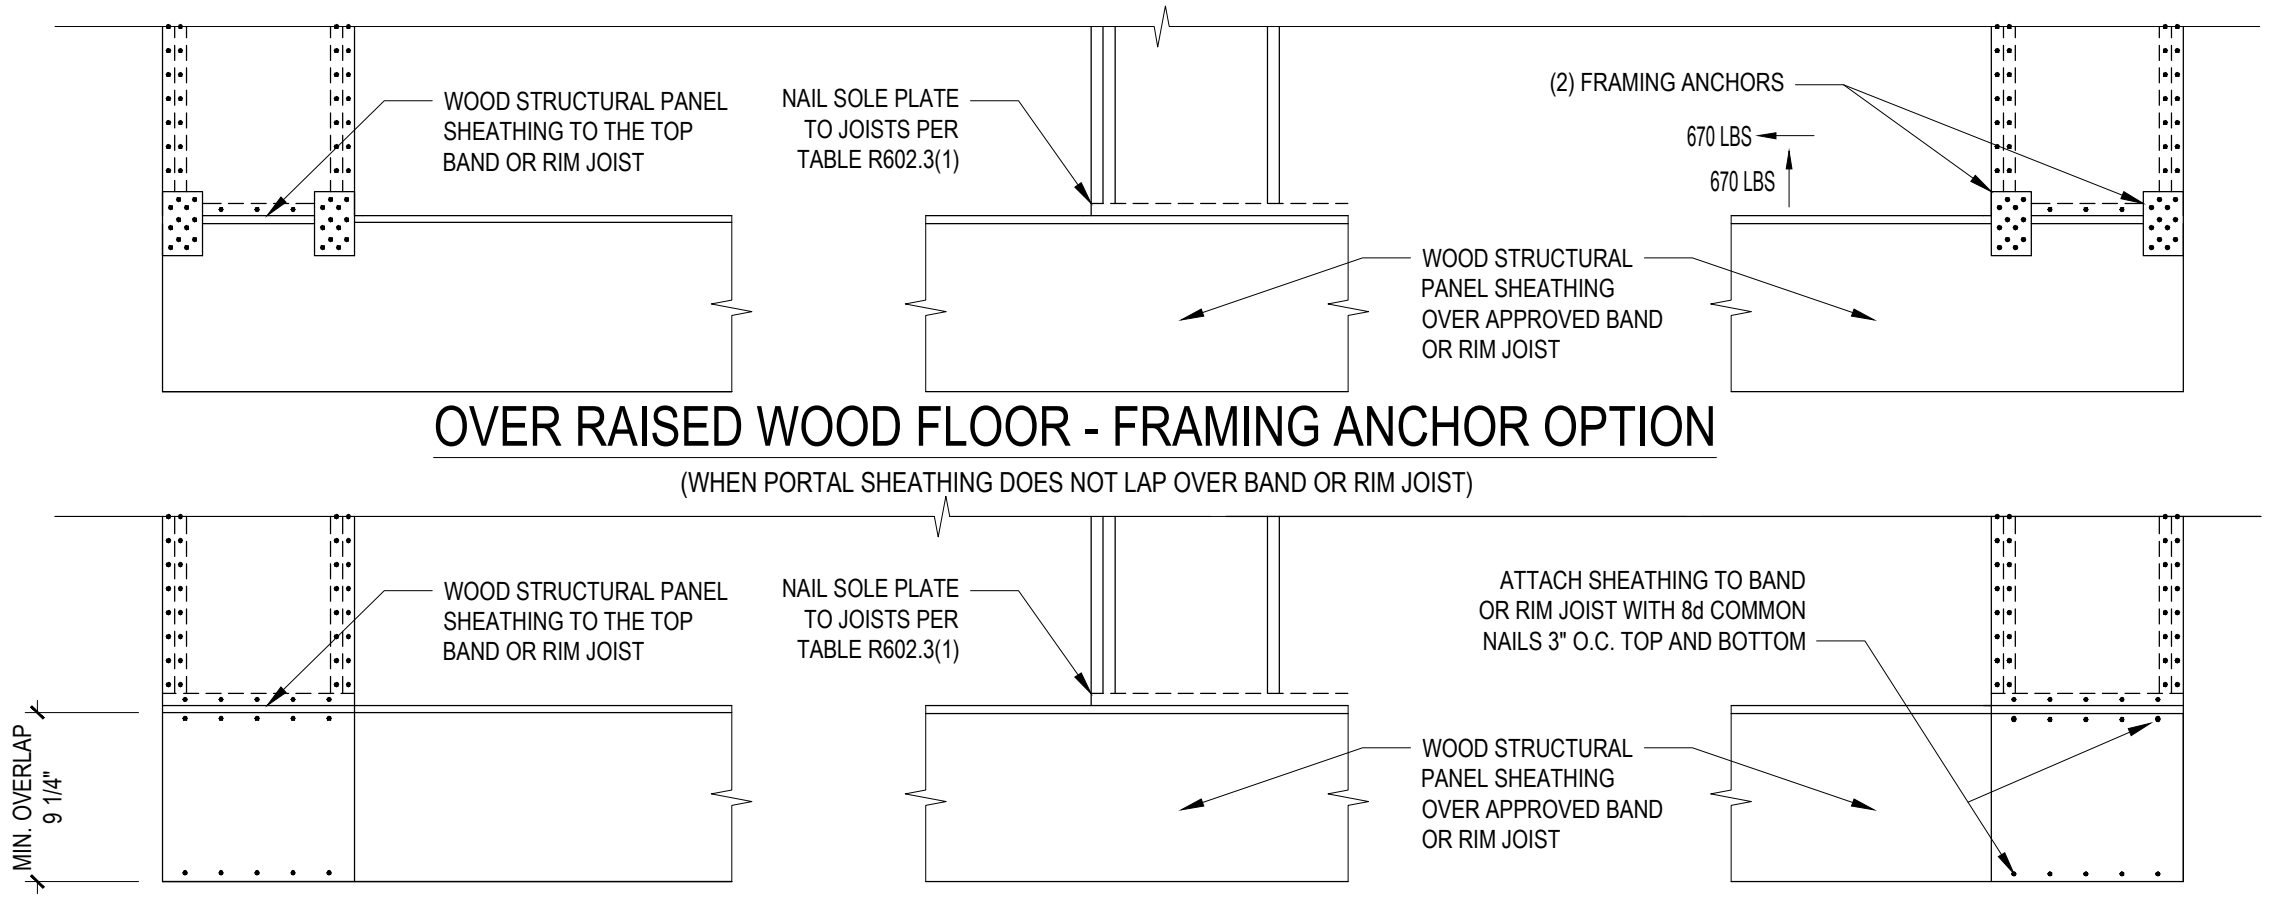 WOOD STRUCTURAL PANEL
SHEATHING TO THE TOP
BAND OR RIM JOIST
NAIL SOLE PLATE
TO JOISTS PER
TABLE R602.3(1)
(2) FRAMING ANCHORS
670 LBS
670 LBS
WOOD STRUCTURAL
PANEL SHEATHING
OVER APPROVED BAND
OR RIM JOIST
OVER RAISED WOOD FLOOR - FRAMING ANCHOR OPTION
(WHEN PORTAL SHEATHING DOES NOT LAP OVER BAND OR RIM JOIST)
WOOD STRUCTURAL PANEL
SHEATHING TO THE TOP
BAND OR RIM JOIST
NAIL SOLE PLATE
TO JOISTS PER
TABLE R602.3(1)
ATTACH SHEATHING TO BAND
OR RIM JOIST WITH 8d COMMON
NAILS 3" O.C. TOP AND BOTTOM
MIN. OVERLAP
9 1/4"
WOOD STRUCTURAL
PANEL SHEATHING
OVER APPROVED BAND
OR RIM JOIST